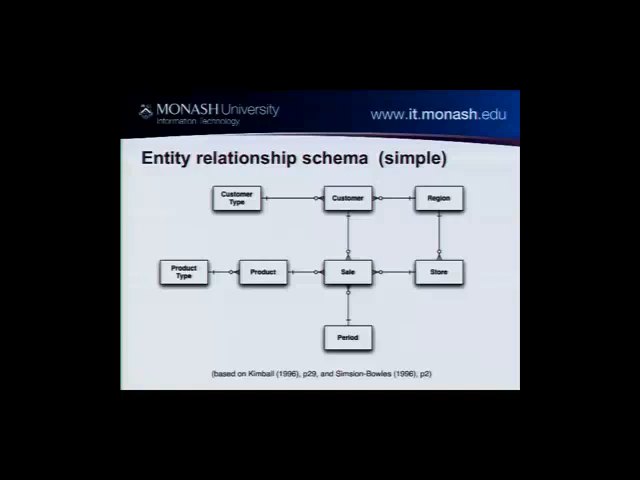 MONASH University
Information Technology
www.it.monash.edu
Entity relationship schema (simple)
Customer
Type
Customer
Region
Product
Type
Product
Sale
Store
Period
(based on Kimball (1996), p29, and Simsion-Bowles (1996), p2)